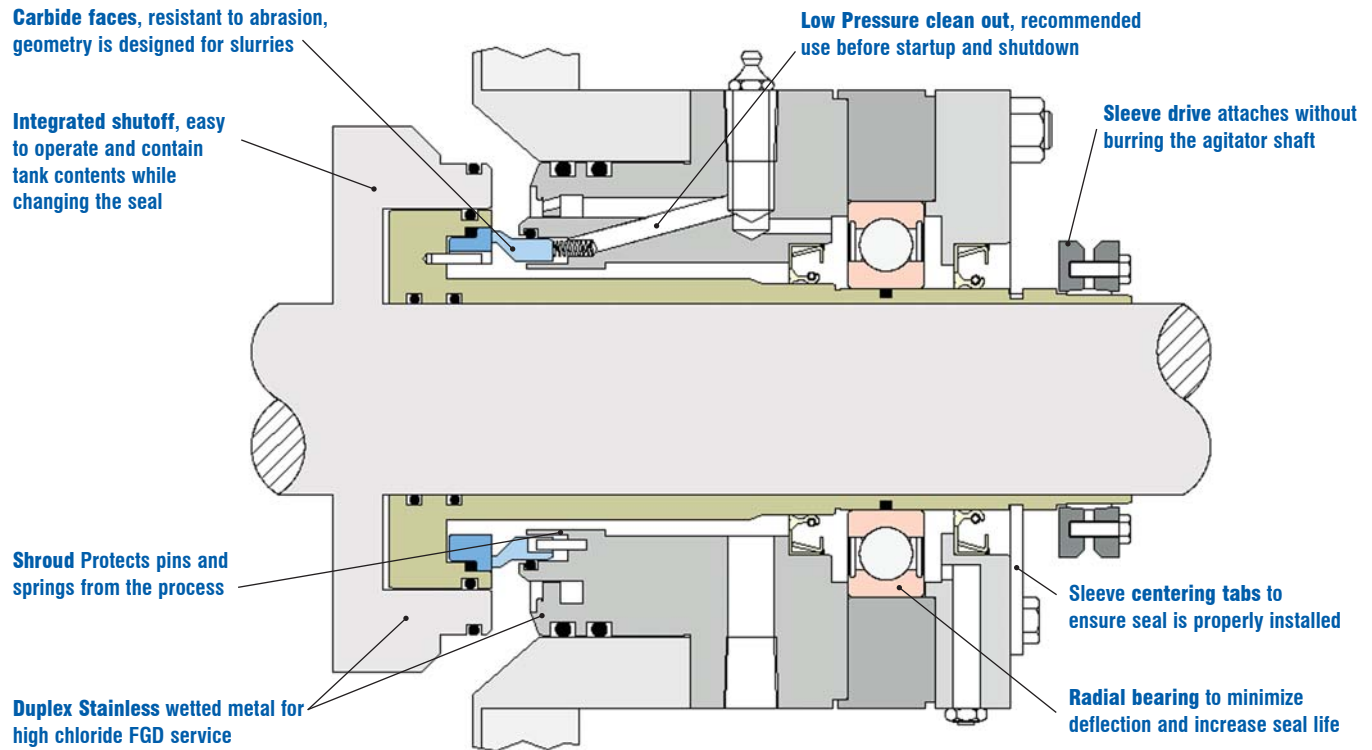 Carbide faces, resistant to abrasion,
geometry is designed for slurries
Low Pressure clean out, recommended
use before startup and shutdown
Integrated shutoff, easy
to operate and contain
tank contents while
changing the seal
Sleeve drive attaches without
burring the agitator shaft
Shroud Protects pins and
springs from the process
Sleeve centering tabs to
ensure seal is properly installed
Duplex Stainless wetted metal for
high chloride FGD service
Radial bearing to minimize
deflection and increase seal life